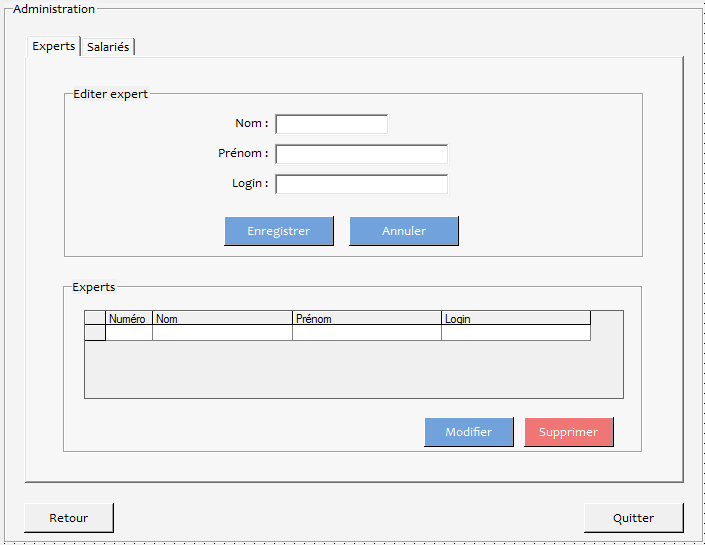 Administration
Experts Salariés
Editer expert
Nom :
Prénom :
Login :
Enregistrer Annuler
Experts
Numéro Nom Prénom Login
Modifier Supprimer
Retour Quitter